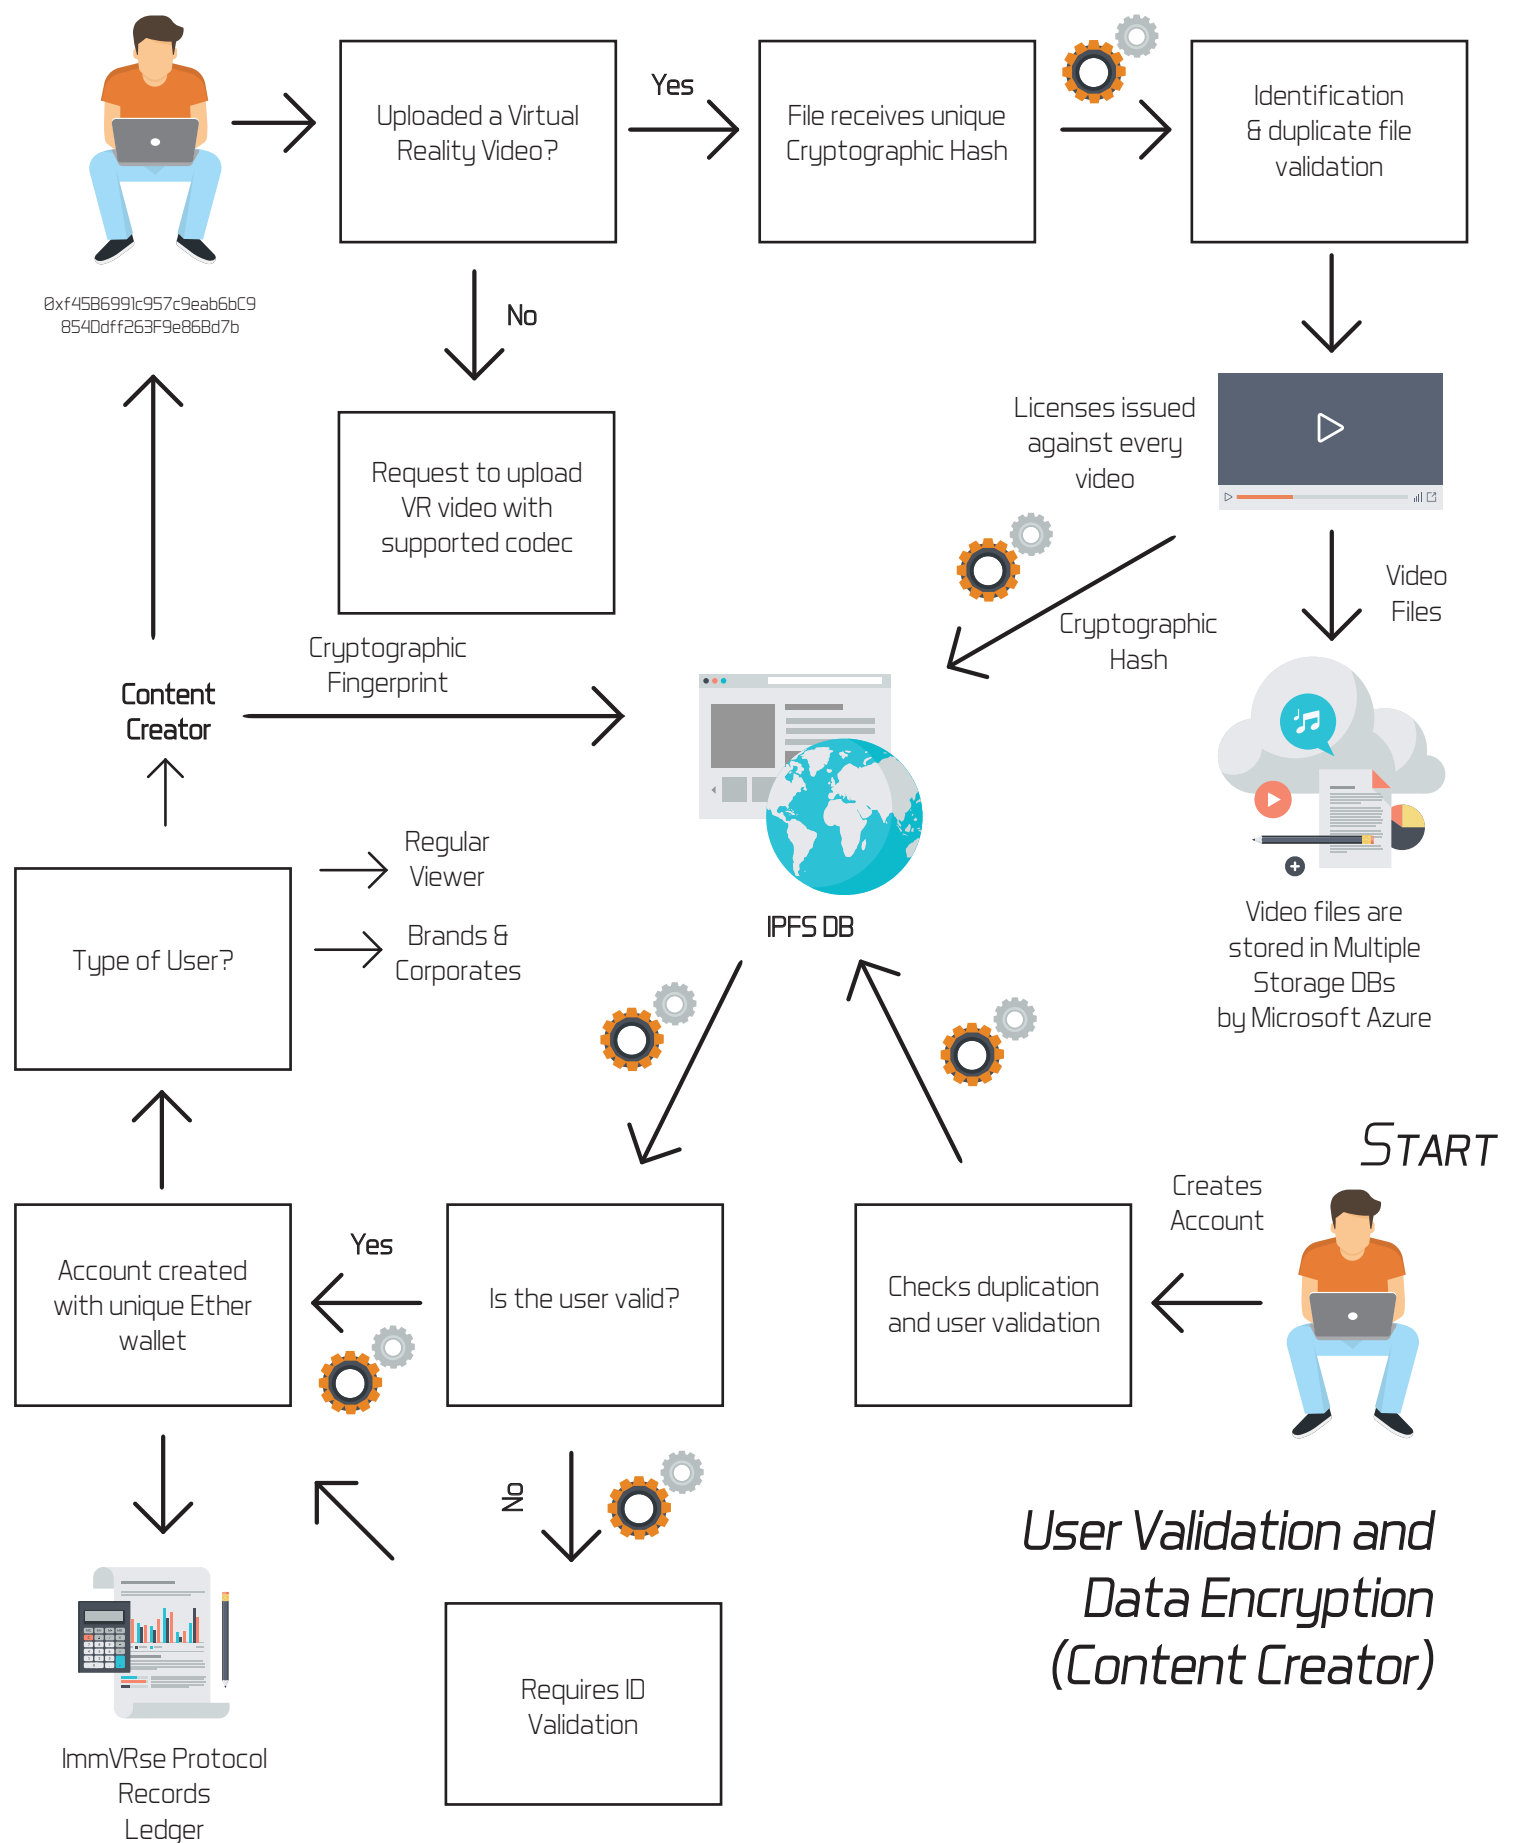 Uploaded a Virtual
Reality Video?
Yes
File receives unique
Cryptographic Hash
Identification
& duplicate file
validation
0xf45B6991c957c9eab6bC9
854Ddff263F9e86Bd7b
No
Request to upload
VR video with
supported codec
Licenses issued
against every
video
Cryptographic
Hash
Video
Files
Cryptographic
Fingerprint
Content
Creator
IPFS DB
Video files are
stored in Multiple
Storage DBs
by Microsoft Azure
Type of User?
Regular
Viewer
Brands &
Corporates
START
Creates
Account
Checks duplication
and user validation
Is the user valid?
Yes
Account created
with unique Ether
wallet
No
Requires ID
Validation
ImmVRse Protocol
Records
Ledger
User Validation and
Data Encryption
(Content Creator)